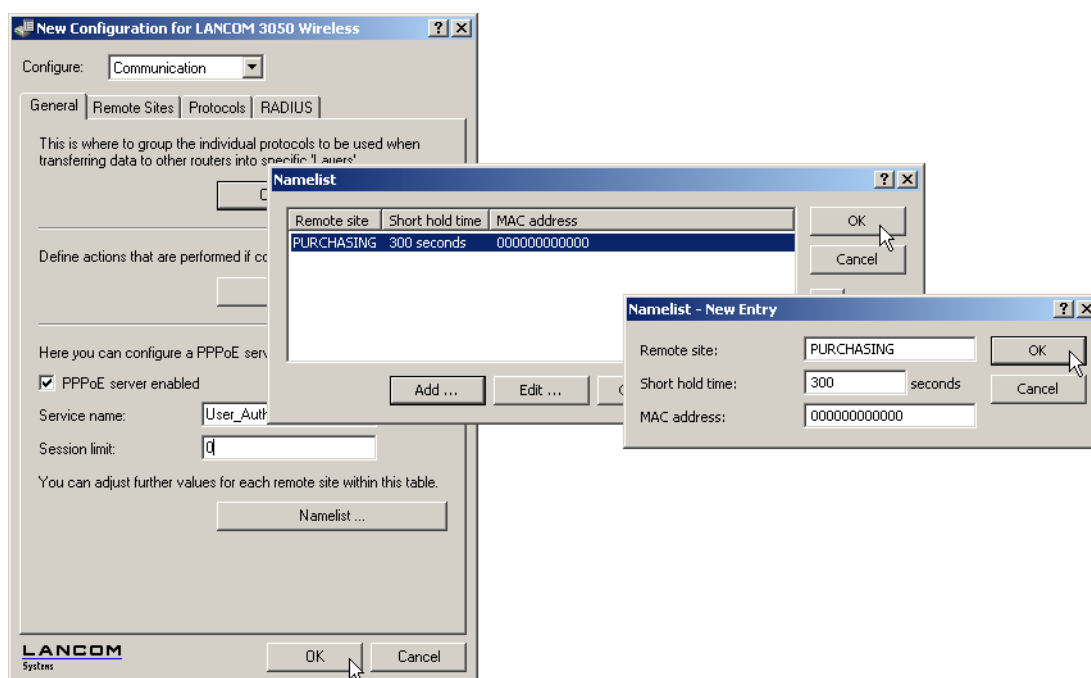 New Configuration for LANCOM 3050 Wireless
Configure: Communication
General Remote Sites Protocols RADIUS
This is where to group the individual protocols to be used when
transferring data to other routers into specific 'Layers'
Define actions that are performed if
Here you can configure a PPPoE
PPPoE server enabled
Service name: User_Auth
Session limit: 0
You can adjust further values for each remote site within this table.
Namelist ...
LANCOM
Systems
OK Cancel
Namelist
Remote site Short hold time MAC address
PURCHASING 300 seconds 000000000000
OK
Cancel
Add ... Edit ...
Namelist - New Entry
Remote site: PURCHASING OK
Short hold time: 300 seconds Cancel
MAC address: 000000000000